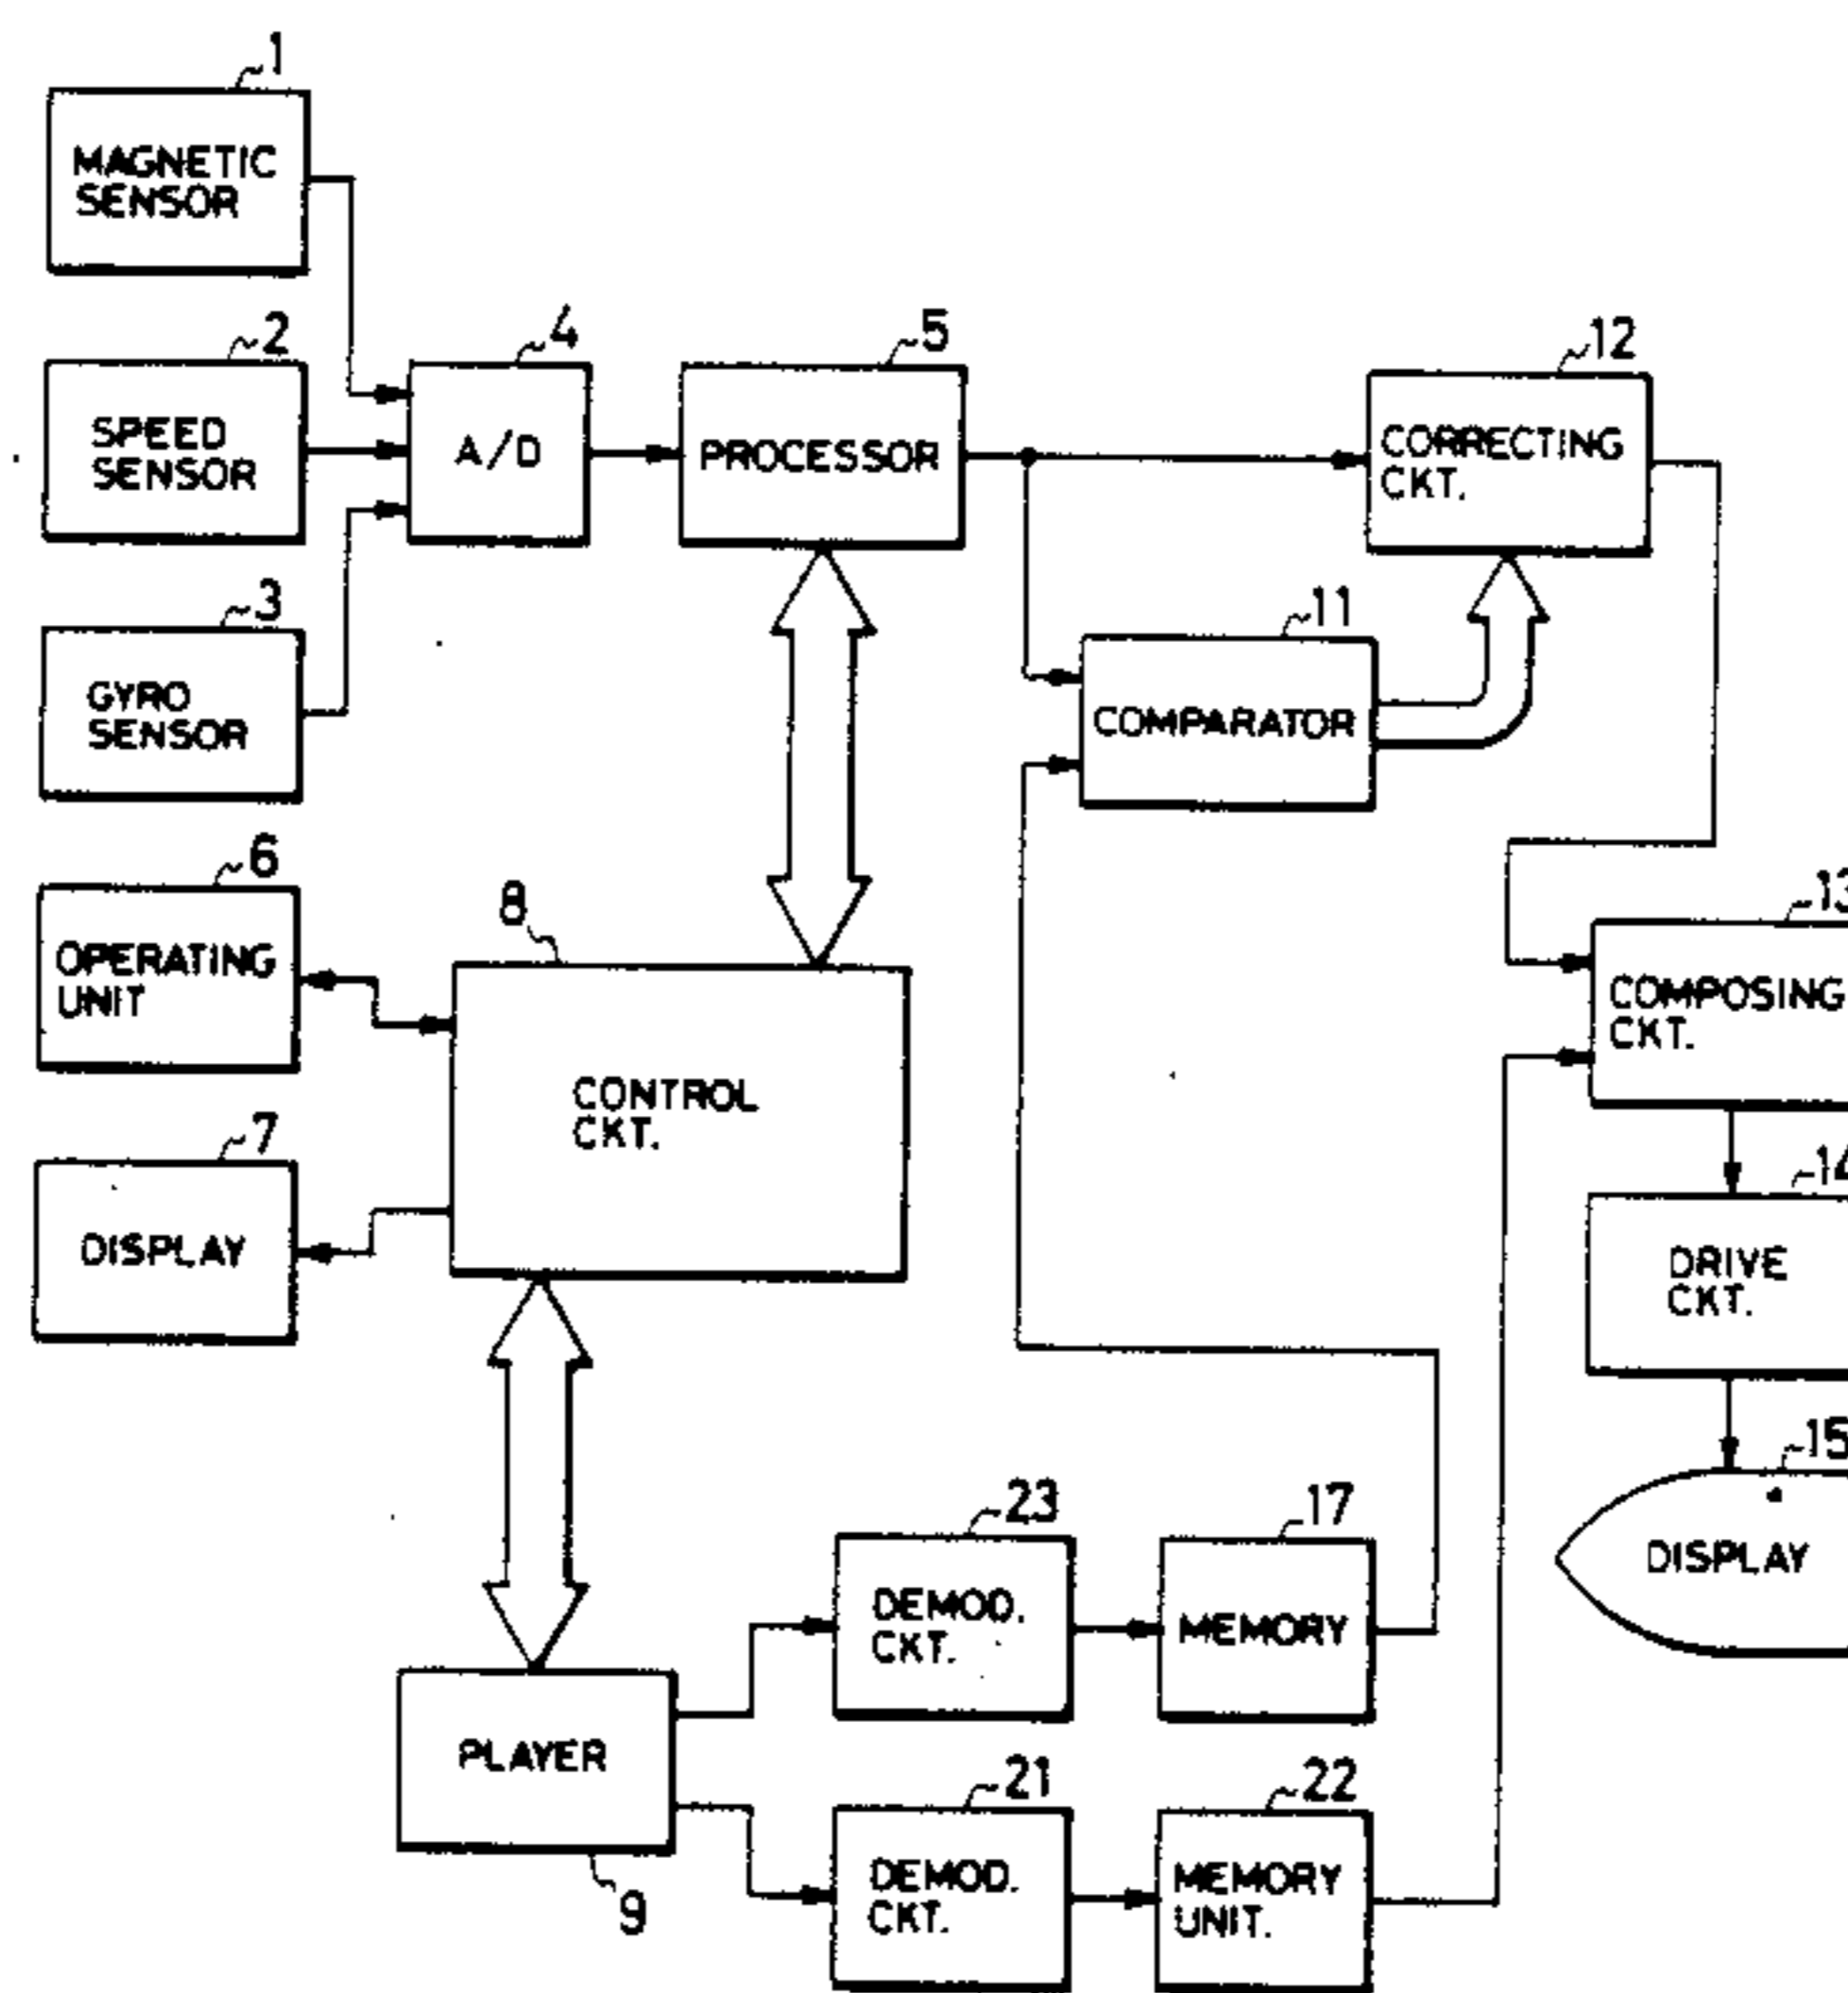 1
MAGNETIC
SENSOR
2
SPEED
SENSOR
3
GYRO
SENSOR
4
A/D
5
PROCESSOR
12
CORRECTING
CKT.
11
COMPARATOR
6
OPERATING
UNIT
7
DISPLAY
8
CONTROL
CKT.
13
COMPOSING
CKT.
14
DRIVE
CKT.
15
DISPLAY
23
DEMOD.
CKT.
17
MEMORY
PLAYER
9
21
DEMOD.
CKT.
22
MEMORY
UNIT.